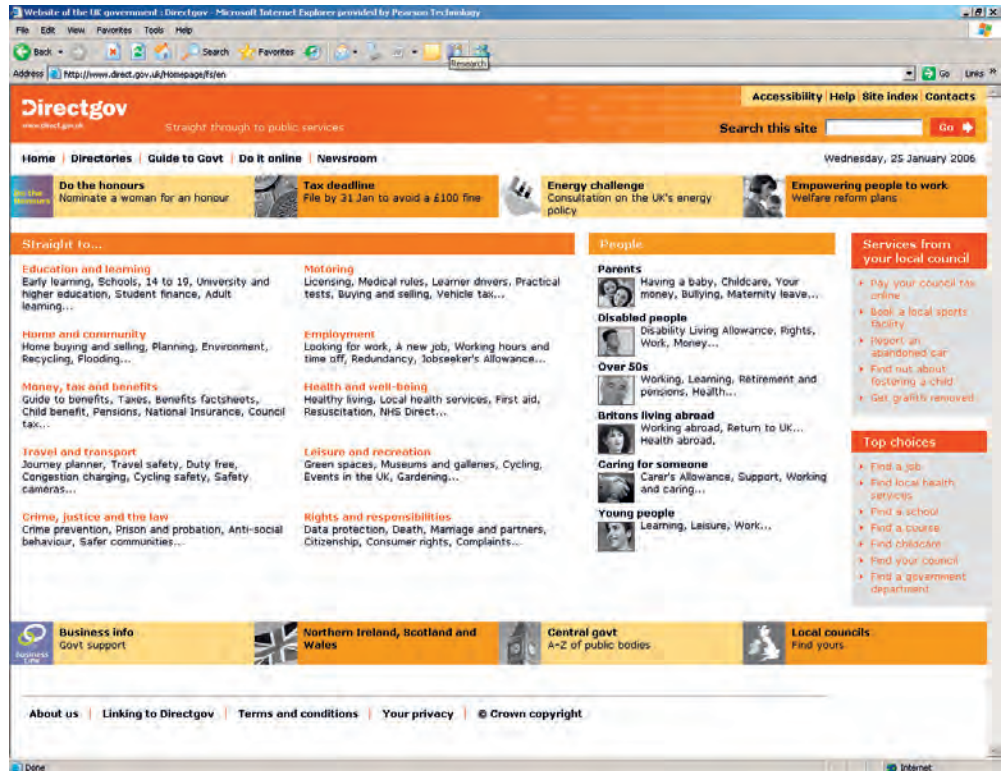 Website of the UK government : Directgov - Microsoft Internet Explorer provided by Pearson Technology
File Edit View Favorites Tools Help
Back Search Favorites
Research
Address http://www.direct.gov.uk/Homepage/fs/en Go Links »
Accessibility | Help | Site index | Contacts
Directgov
www.direct.gov.uk
Straight through to public services
Search this site Go
Home | Directories | Guide to Govt | Do it online | Newsroom
Wednesday, 25 January 2006
Do the honours
Do the honours
Nominate a woman for an honour
Tax deadline
File by 31 Jan to avoid a £100 fine
Energy challenge
Consultation on the UK's energy
policy
Empowering people to work
Welfare reform plans
Straight to...
Education and learning
Early learning, Schools, 14 to 19, University and
higher education, Student finance, Adult
learning...
Home and community
Home buying and selling, Planning, Environment,
Recycling, Flooding...
Money, tax and benefits
Guide to benefits, Taxes, Benefits factsheets,
Child benefit, Pensions, National Insurance, Council
tax...
Travel and transport
Journey planner, Travel safety, Duty free,
Congestion charging, Cycling safety, Safety
cameras...
Crime, justice and the law
Crime prevention, Prison and probation, Anti-social
behaviour, Safer communities...
Motoring
Licensing, Medical rules, Learner drivers, Practical
tests, Buying and selling, Vehicle tax...
Employment
Looking for work, A new job, Working hours and
time off, Redundancy, Jobseeker's Allowance...
Health and well-being
Healthy living, Local health services, First aid,
Resuscitation, NHS Direct...
Leisure and recreation
Green spaces, Museums and galleries, Cycling,
Events in the UK, Gardening...
Rights and responsibilities
Data protection, Death, Marriage and partners,
Citizenship, Consumer rights, Complaints...
People
Parents
Having a baby, Childcare, Your
money, Bullying, Maternity leave...
Disabled people
Disability Living Allowance, Rights,
Work, Money...
Over 50s
Working, Learning, Retirement and
pensions, Health...
Britons living abroad
Working abroad, Return to UK...
Health abroad,
Caring for someone
Carer's Allowance, Support, Working
and caring...
Young people
Learning, Leisure, Work...
Services from
your local council
Pay your council tax
online
Book a local sports
facility
Report an
abandoned car
Find out about
fostering a child
Get graffiti removed
Top choices
Find a job
Find local health
services
Find a school
Find a course
Find childcare
Find your council
Find a government
department
Business Link
Business info
Govt support
Northern Ireland, Scotland and
Wales
Central govt
A-Z of public bodies
Local councils
Find yours
About us | Linking to Directgov | Terms and conditions | Your privacy | © Crown copyright
Done
Internet